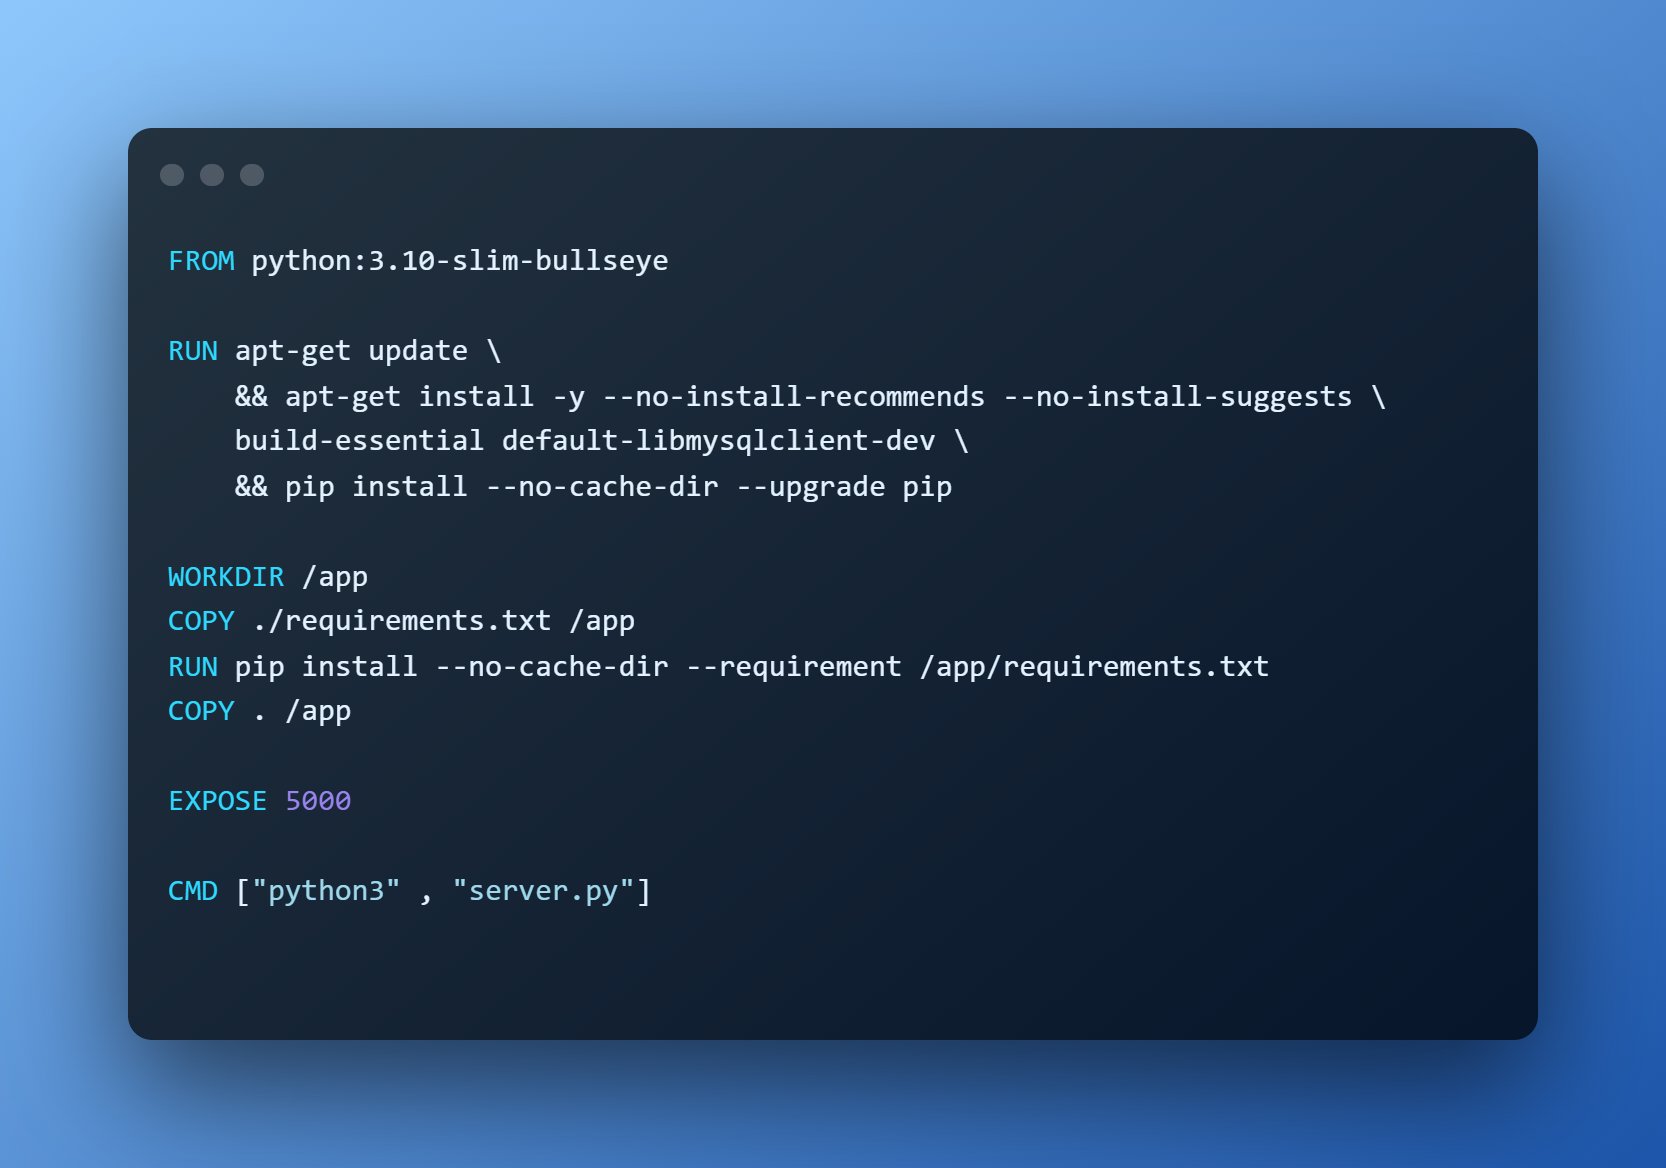 FROM python:3.10-slim-bullseye
RUN apt-get update \
&& apt-get install -y --no-install-recommends --no-install-suggests \
build-essential default-libmysqlclient-dev \
&& pip install --no-cache-dir --upgrade pip
WORKDIR /app
COPY ./requirements.txt /app
RUN pip install --no-cache-dir --requirement /app/requirements.txt
COPY . /app
EXPOSE 5000
CMD ["python3" , "server.py"]